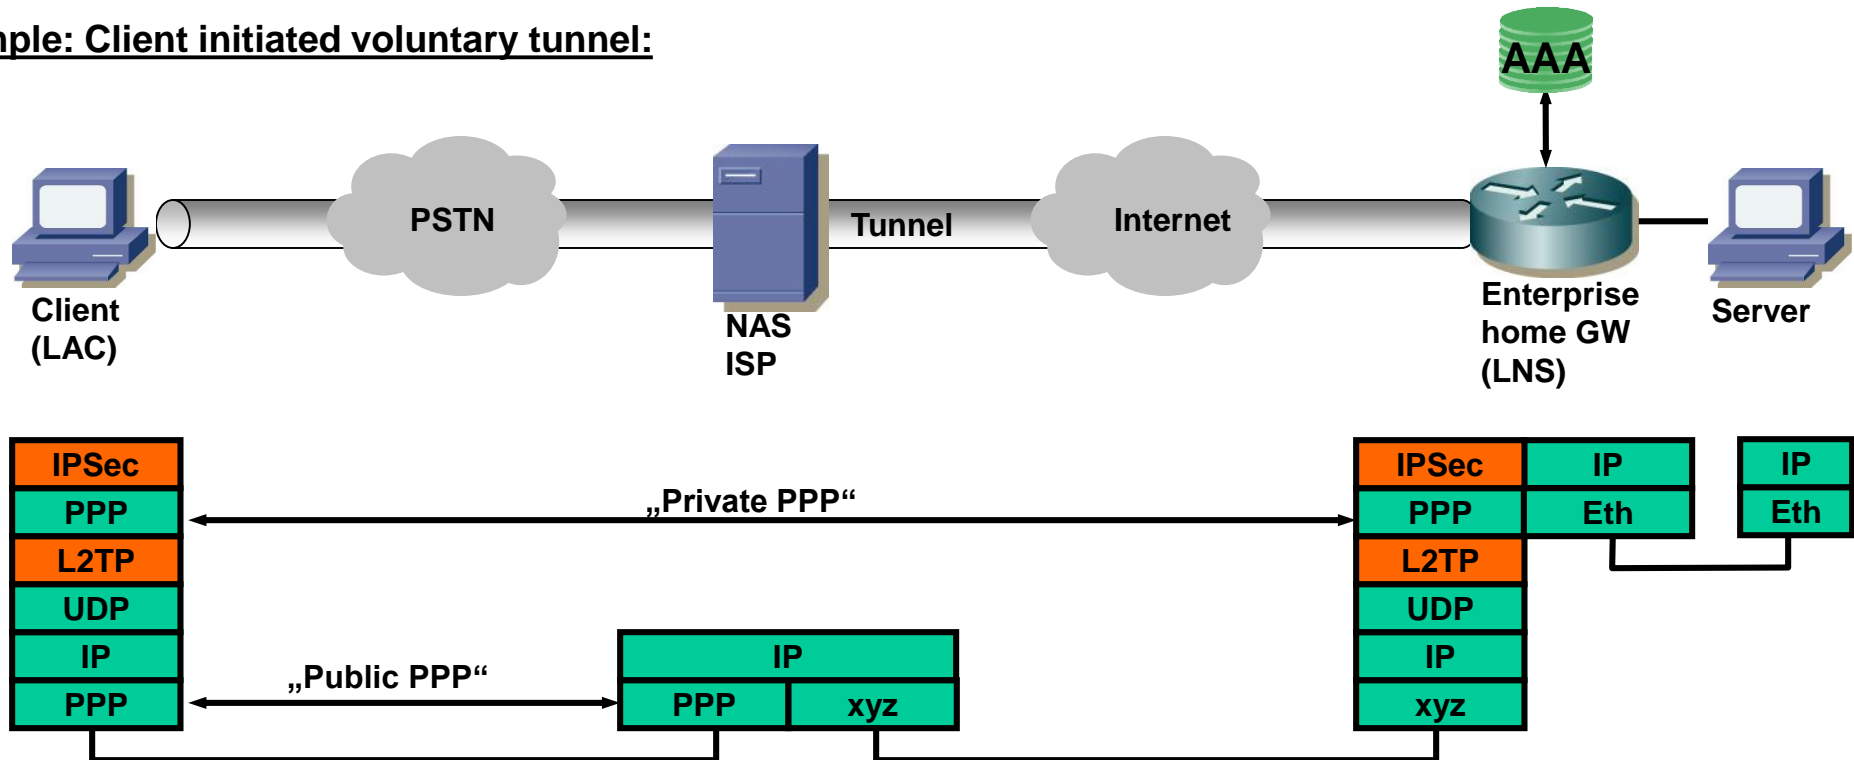 mple: Client initiated voluntary tunnel:
AAA
PSTN
Tunnel
Internet
Client
(LAC)
NAS
ISP
Enterprise
home GW
(LNS)
Server
IPSec
PPP
L2TP
UDP
IP
PPP
„Private PPP“
„Public PPP“
IP
PPP
xyz
IPSec
IP
PPP
Eth
L2TP
UDP
IP
xyz
IP
Eth